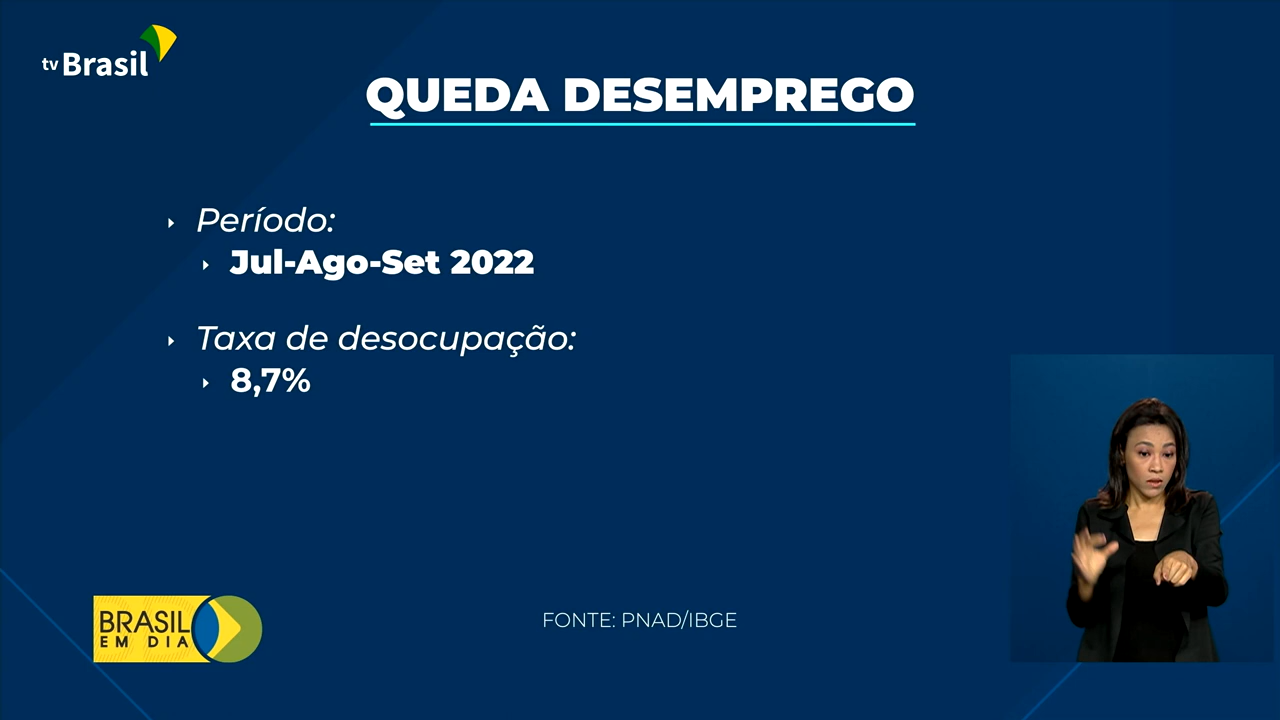 tv Brasil
QUEDA DESEMPREGO
Período:
Jul-Ago-Set 2022
Taxa de desocupação:
8,7%
BRASIL
EM DIA
FONTE: PNAD/IBGE